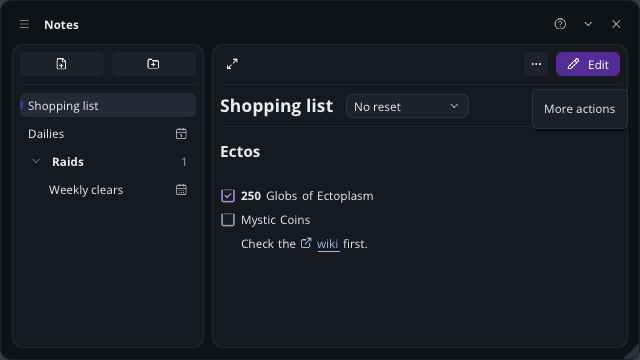 Notes
Edit
More actions
Shopping list
Dailies
Raids 1
Weekly clears
Shopping list No reset
Ectos
250 Globs of Ectoplasm
Mystic Coins
Check the wiki first.